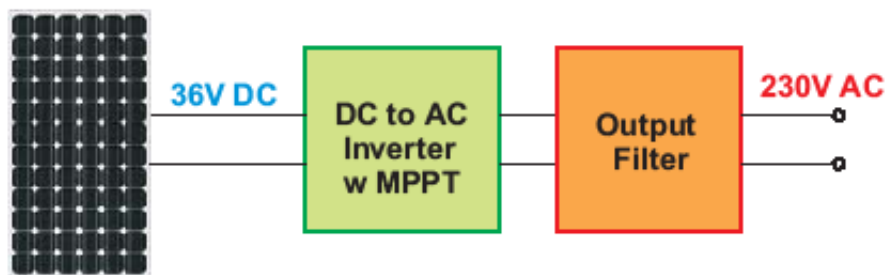 36V DC
DC to AC
Inverter
w MPPT
Output
Filter
230V AC